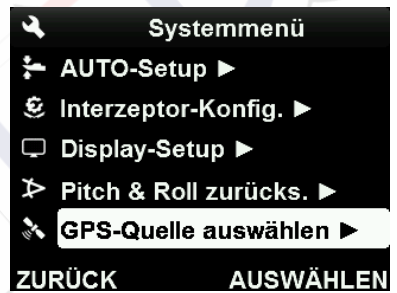 Systemmenü
AUTO-Setup ►
Interzeptor-Konfig. ►
Display-Setup ►
Pitch & Roll zurücks. ►
GPS-Quelle auswählen ►
ZURÜCK AUSWÄHLEN